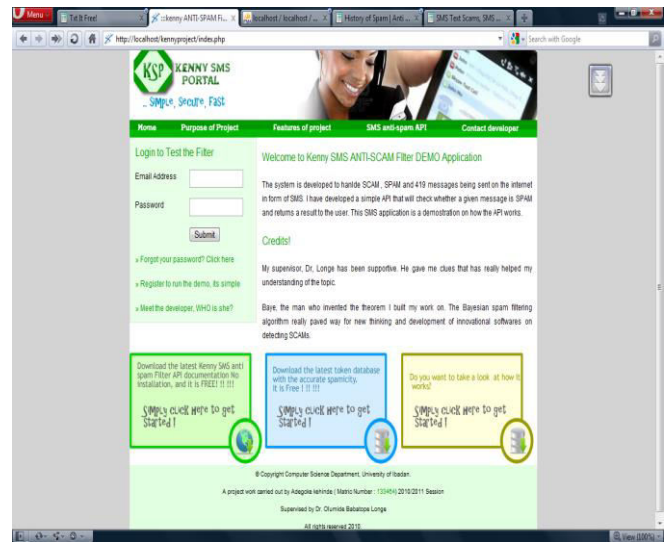 Menu
Txt It Free!
::kenny ANTI-SPAM Fi...
localhost / localhost / ...
History of Spam | Anti ...
SMS Text Scams, SMS ...
http://localhost/kennyproject/index.php
Search with Google
KSP
KENNY SMS
PORTAL
... Simple, Secure, Fast
Home Purpose of Project Features of project SMS anti-spam API Contact developer
Login to Test the Filter
Email Address
Password
Submit
» Forgot your password? Click here
» Register to run the demo, its simple
» Meet the developer, WHO is she?
Welcome to Kenny SMS ANTI-SCAM Filter DEMO Application
The system is developed to hanlde SCAM , SPAM and 419 messages being sent on the internet
in form of SMS. I have developed a simple API that will check whether a given message is SPAM
and returns a result to the user. This SMS application is a demostration on how the API works.
Credits!
My supervisor, Dr, Longe has been supportive. He gave me clues that has really helped my
understanding of the topic.
Baye, the man who invented the theorem I built my work on. The Bayesian spam filtering
algorithm really paved way for new thinking and development of innovational softwares on
detecting SCAMs.
Download the latest Kenny SMS anti
spam Filter API documentation No
installation, and it is FREE! !! !!!
Simply click Here to get
Started !
Download the latest token database
with the accurate spamicity.
It is Free ! !! !!!
Simply click Here to get
Started !
Do you want to take a look at how it
works!
Simply click Here to get
Started !
© Copyright Computer Science Department, University of Ibadan.
A project work carried out by Adegoke kehinde ( Matric Number : 133464) 2010/2011 Session
Supervised by Dr. Olumide Babatope Longe
All rights reserved 2010.
View (100%)